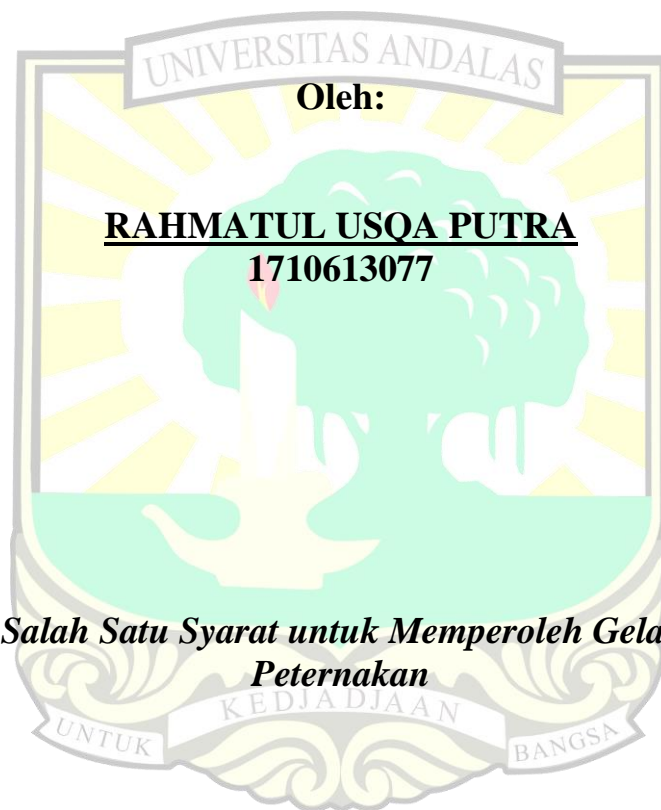 UNIVERSITAS ANDALAS
Oleh:
RAHMATUL USQA PUTRA
1710613077
Salah Satu Syarat untuk Memperoleh Gela
Peternakan
UNTUK KEDJADJAAN BANGSA